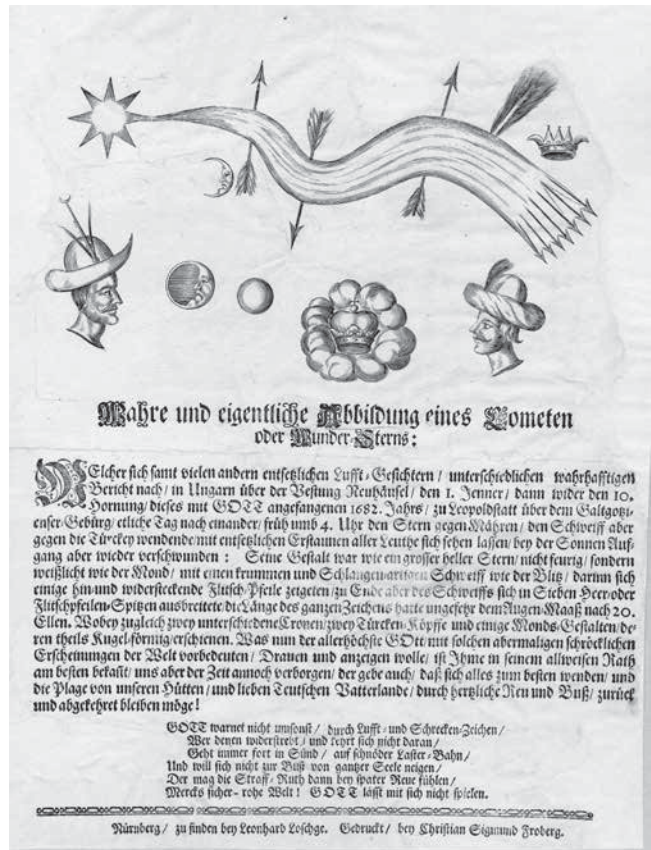 Wahre und eigentliche Abbildung eines Cometen
oder Wunder-Sterns:
WElcher sich samt vielen andern entsetzlichen Lufft-Gesichtern / unterschiedlichen wahrhafftigen
Bericht nach / in Ungarn über der Vestung Neuhäusel / den 1. Jenner / dann wider den 10.
Hornung / dieses mit GOTT angefangenen 1682. Jahrs / zu Leopoldstatt über dem Galgotzi-
enser-Gebürg / etliche Tag nach einander / früh umb 4. Uhr den Stern gegen Mähren / den Schweiff aber
gegen die Türckey wendende / mit entsetzlichen Erstaunen aller Leuthe sich sehen lassen / bey der Sonnen Auf-
gang aber wieder verschwunden : Seine Gestalt war wie ein grosser heller Stern / nicht feurig / sondern
weißlicht wie der Mond / mit einen krummen und Schlangen-artigen Schweiff wie der Blitz / darinn sich
einige hin- und widersteckende Flitsch-Pfeile zeigeten / zu Ende aber des Schweiffs sich in Sieben Heer- oder
Flitschpfeilen-Spitzen ausbreitete / die Länge des gantzen Zeichens hatte ungefehr dem Augen-Maaß nach 20.
Ellen. Wobey zugleich zwey unterschiedene Cronen / zwey Türcken-Köpffe und einige Monds-Gestalten / de-
ren theils Kugel-förmig / erschienen. Was nun der allerhöchste GOtt / mit solchen abermaligen schröcklichen
Erscheinungen der Welt vorbedeuten / Drauen und anzeigen wolle / ist Ihme in seinem allweisen Rath
am besten bekañt / uns aber der Zeit annoch verborgen / der gebe auch / daß sich alles zum besten wenden / und
die Plage von unseren Hütten / und lieben Teutschen Vatterlande / durch hertzliche Reu und Buß / zurück
und abgekehret bleiben möge !
GOTT warnet nicht umsonst / durch Lufft- und Schrecken-Zeichen /
Wer denen widerstrebt / und kehrt sich nicht daran /
Geht immer fort in Sünd / auf schnöder Laster-Bahn /
Und will sich nicht zur Buß von gantzer Seele neigen /
Der mag die Straff-Ruth dann bey später Reue fühlen /
Mercks sicher-rohe Welt ! GOTT lässt mit sich nicht spielen.
Nürnberg / zu finden bey Leonhard Loschge. Gedruckt / bey Christian Sigmund Froberg.